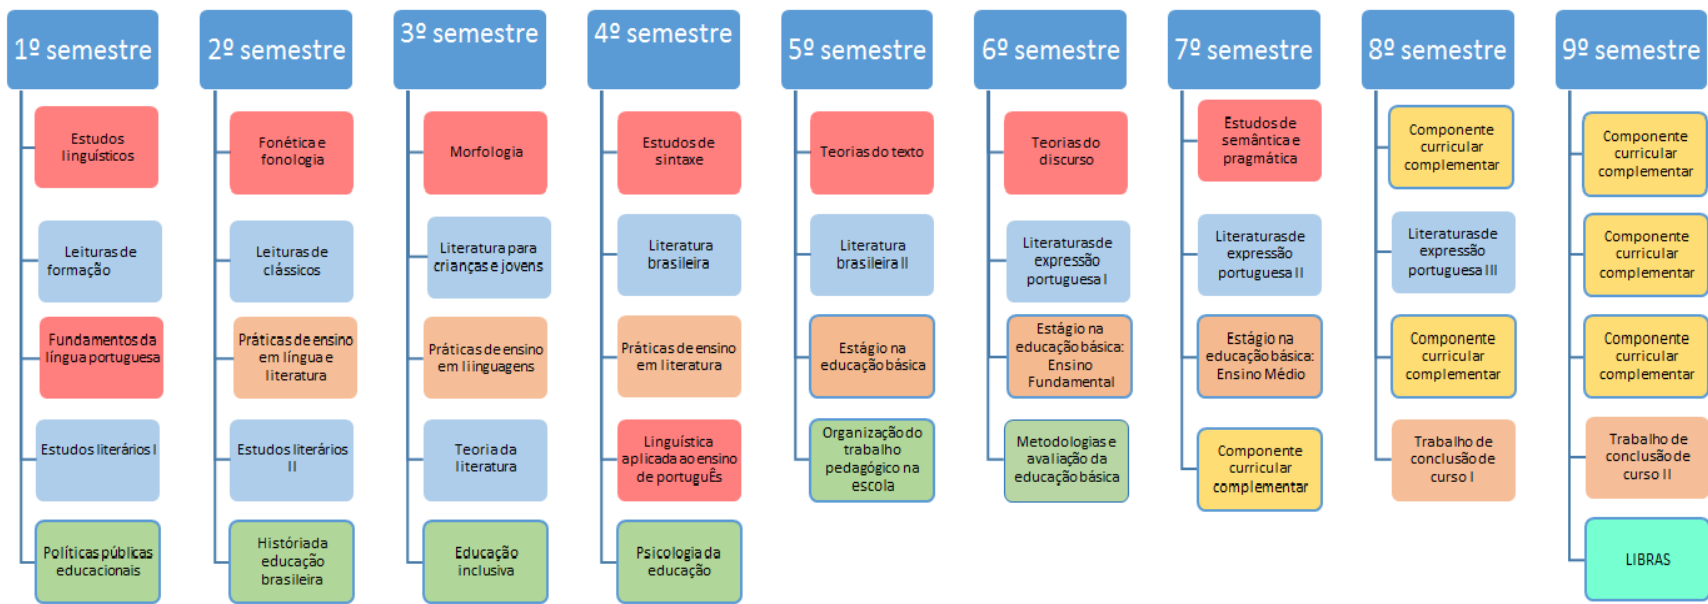 1º semestre
Estudos
linguísticos
Leituras de
formação
Fundamentos da
língua portuguesa
Estudos literários I
Políticas públicas
educacionais
2º semestre
Fonética e
fonologia
Leituras de
clássicos
Práticas de ensino
em língua e
literatura
Estudos literários
II
História da
educação
brasileira
3º semestre
Morfologia
Literatura para
crianças e jovens
Práticas de ensino
em liinguagens
Teoria da
literatura
Educação
inclusiva
4º semestre
Estudos de
sintaxe
Literatura
brasileira
Práticas de ensino
em literatura
Linguística
aplicada ao ensino
de portuguÊs
Psicologia da
educação
5º semestre
Teorias do texto
Literatura
brasileira II
Estágio na
educação básica
Organização do
trabalho
pedagógico na
escola
6º semestre
Teorias do
discurso
Literaturas de
expressão
portuguesa I
Estágio na
educação básica:
Ensino
Fundamental
Metodologias e
avaliação da
educação básica
7º semestre
Estudos de
semântica e
pragmática
Literaturas de
expressão
portuguesa II
Estágio na
educação básica:
Ensino Médio
Componente
curricular
complementar
8º semestre
Componente
curricular
complementar
Literaturas de
expressão
portuguesa III
Componente
curricular
complementar
Trabalho de
conclusão de
curso I
9º semestre
Componente
curricular
complementar
Componente
curricular
complementar
Componente
curricular
complementar
Trabalho de
conclusão de
curso II
LIBRAS